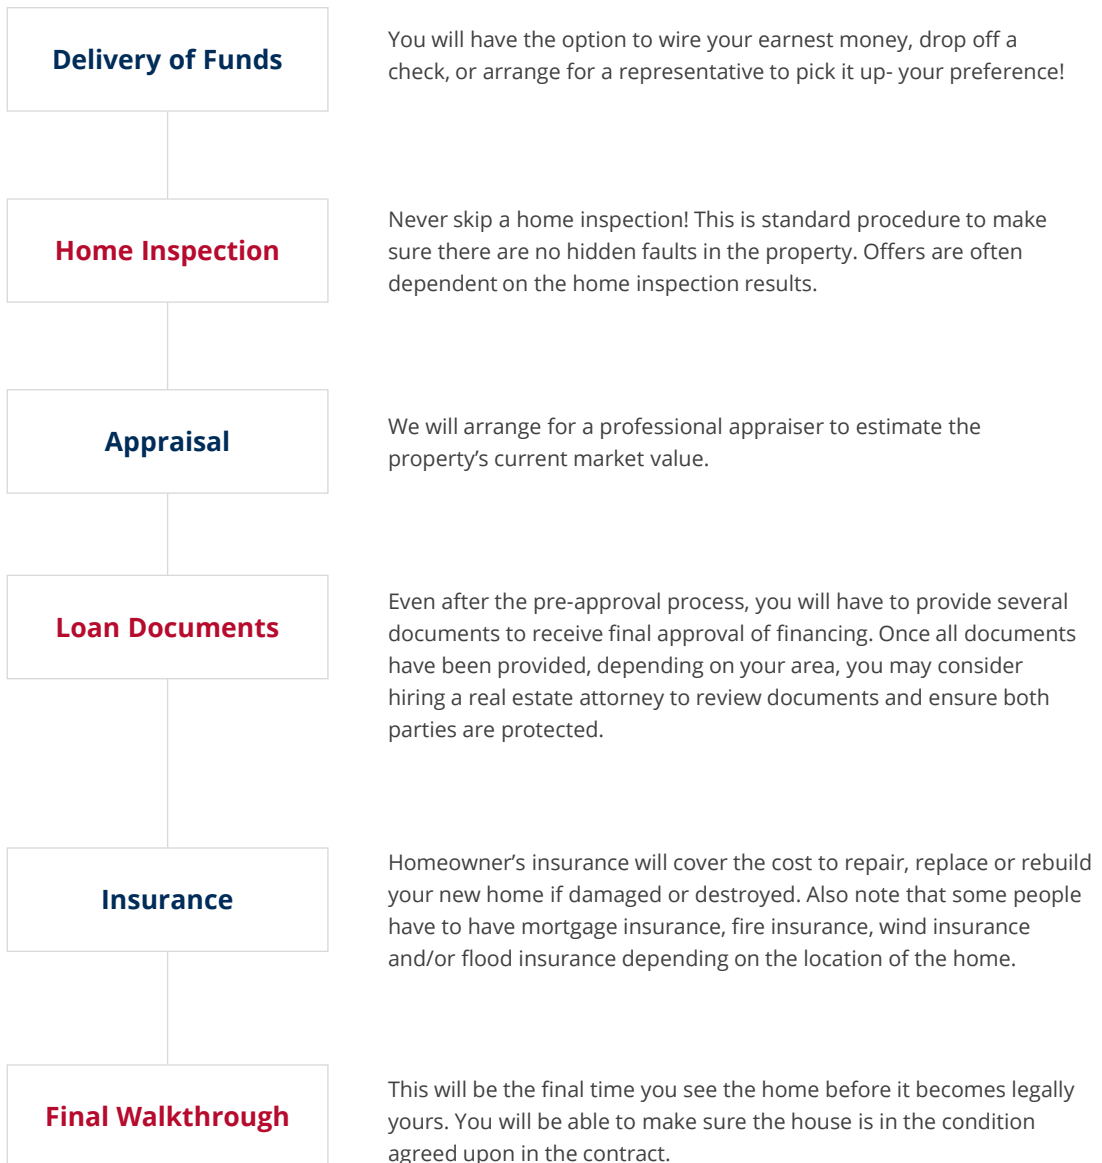 Delivery of Funds
You will have the option to wire your earnest money, drop off a
check, or arrange for a representative to pick it up- your preference!
Home Inspection
Never skip a home inspection! This is standard procedure to make
sure there are no hidden faults in the property. Offers are often
dependent on the home inspection results.
Appraisal
We will arrange for a professional appraiser to estimate the
property’s current market value.
Loan Documents
Even after the pre-approval process, you will have to provide several
documents to receive final approval of financing. Once all documents
have been provided, depending on your area, you may consider
hiring a real estate attorney to review documents and ensure both
parties are protected.
Insurance
Homeowner’s insurance will cover the cost to repair, replace or rebuild
your new home if damaged or destroyed. Also note that some people
have to have mortgage insurance, fire insurance, wind insurance
and/or flood insurance depending on the location of the home.
Final Walkthrough
This will be the final time you see the home before it becomes legally
yours. You will be able to make sure the house is in the condition
agreed upon in the contract.